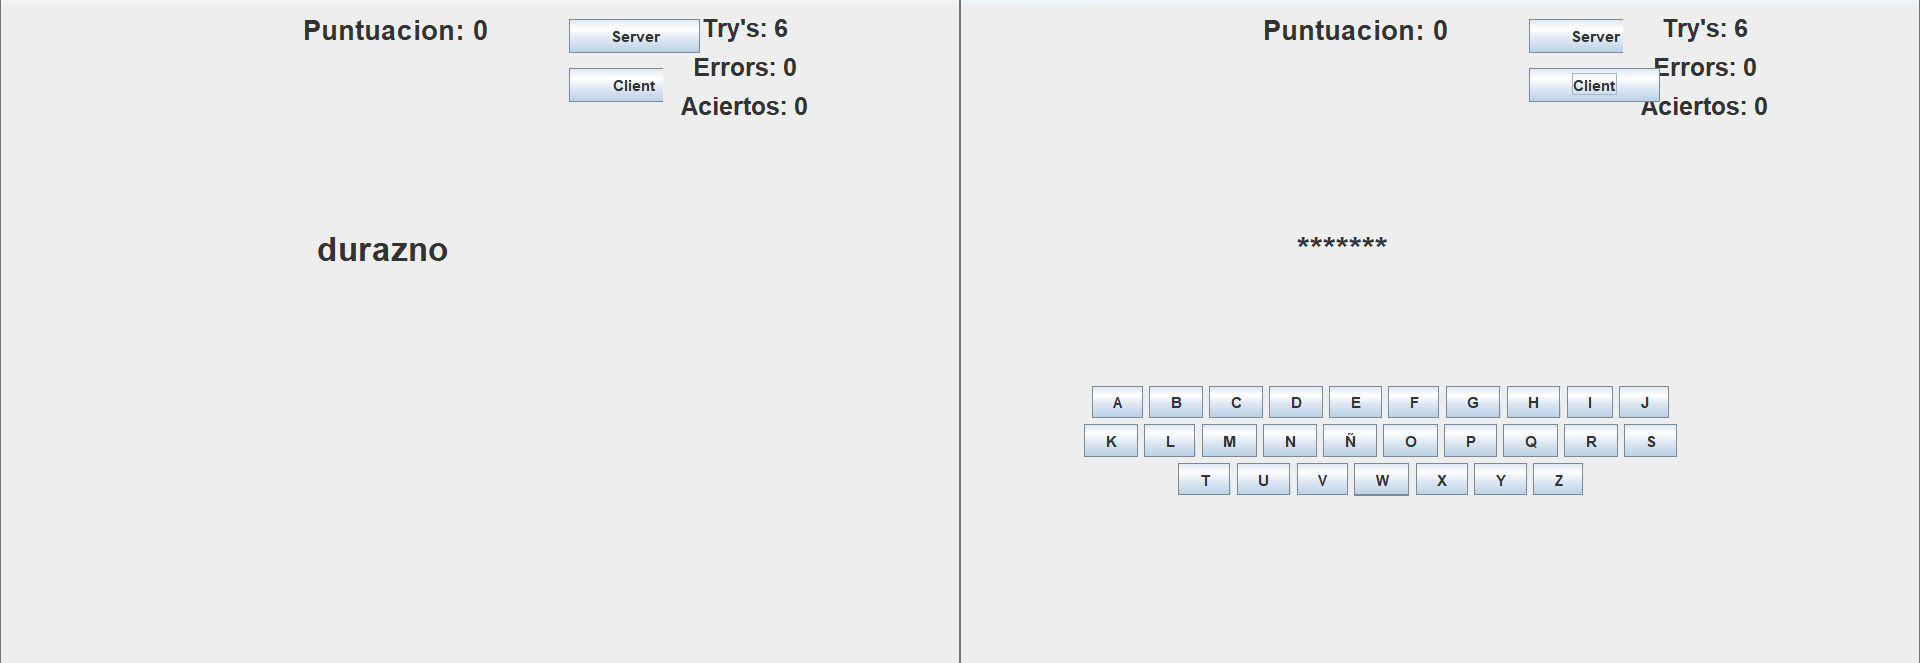 Puntuacion: 0
Server
Try's: 6
Errors: 0
Client
Aciertos: 0
durazno
Puntuacion: 0
Server
Try's: 6
Errors: 0
Client
Aciertos: 0
*******
A B C D E F G H I J
K L M N Ñ O P Q R S
T U V W X Y Z